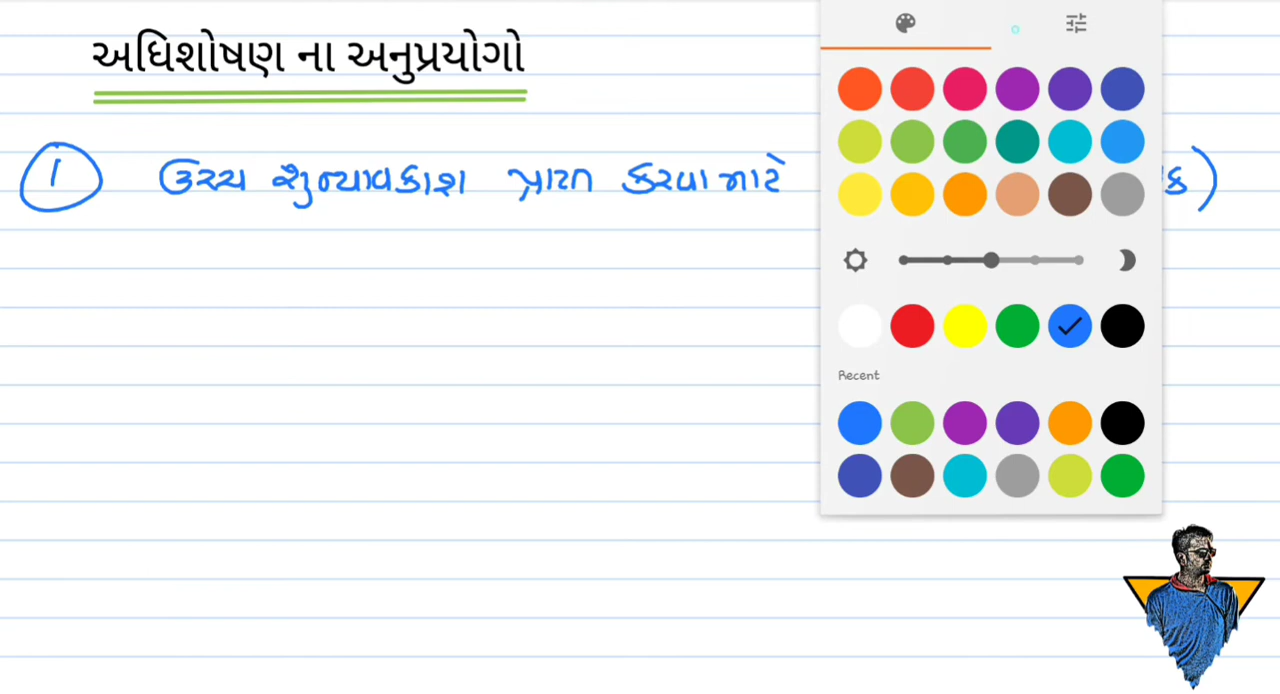 અધિશોષણ ના અનુપ્રયોગો
1 ઉચ્ચ શુન્યાવકાશ પ્રાપ્ત કરવા માટે
Recent